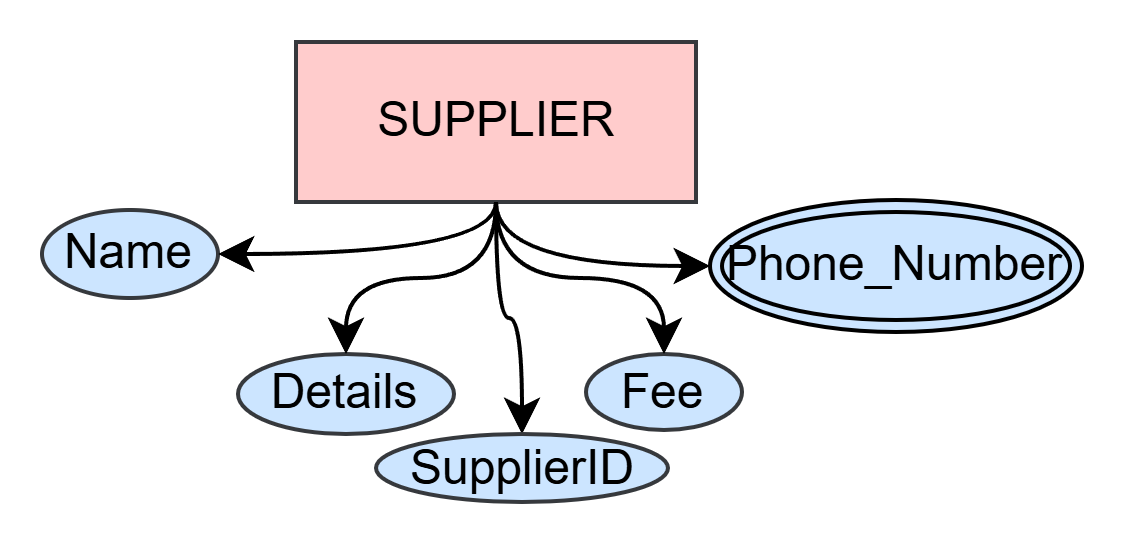 SUPPLIER
Name
Phone_Number
Details
Fee
SupplierID